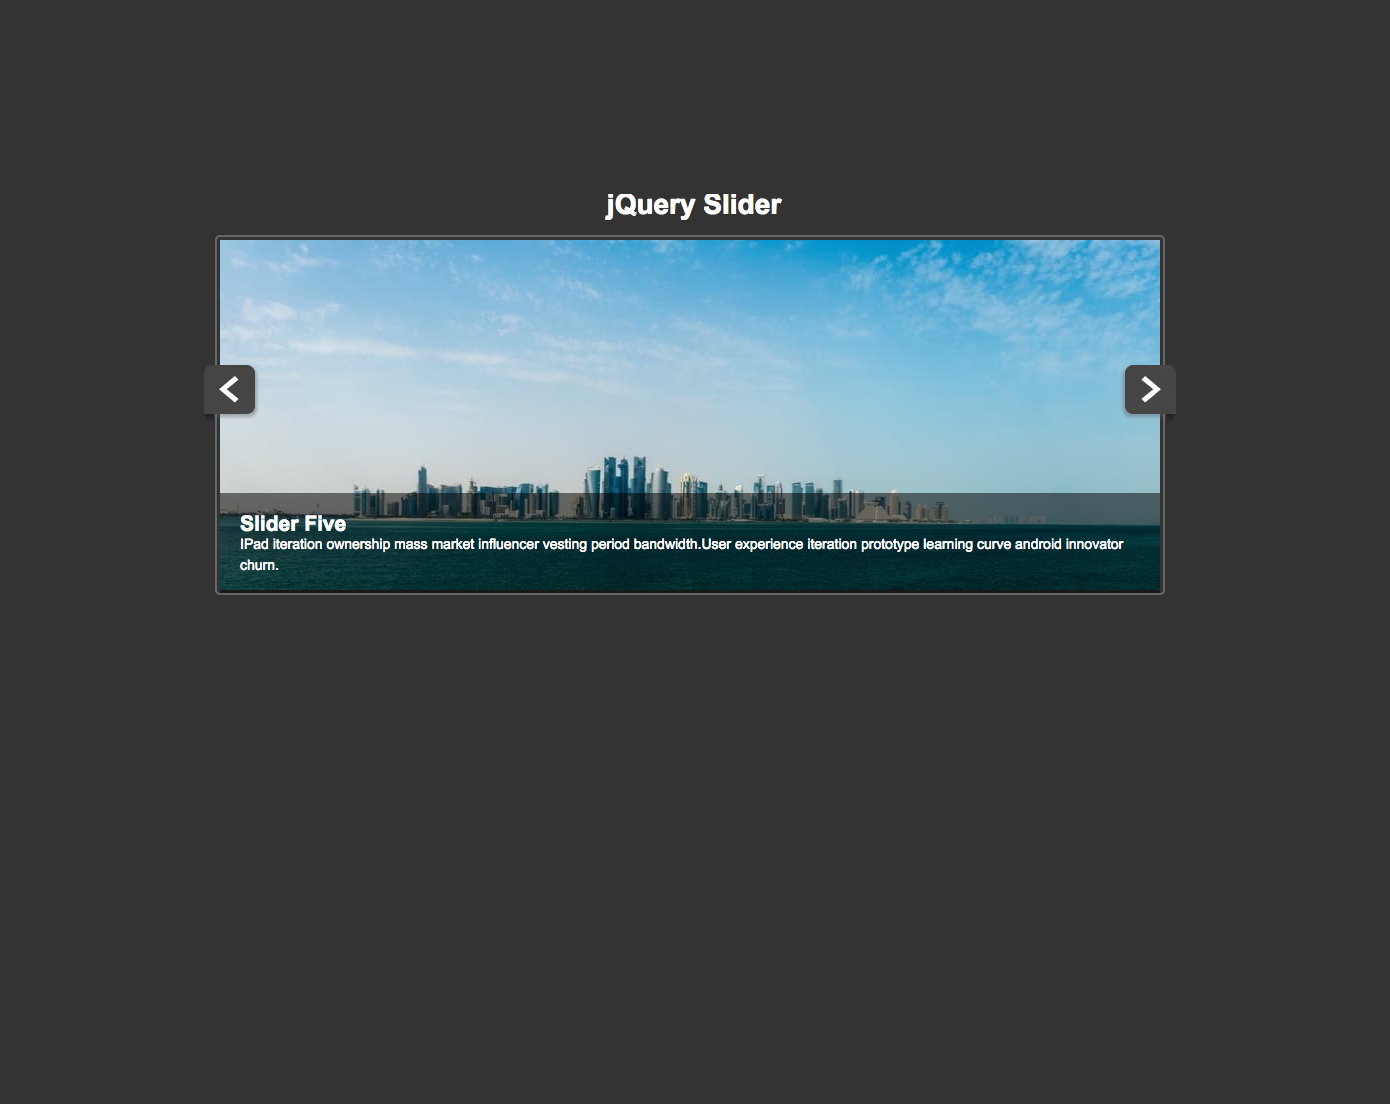 jQuery Slider
Slider Five
IPad iteration ownership mass market influencer vesting period bandwidth.User experience iteration prototype learning curve android innovator
churn.